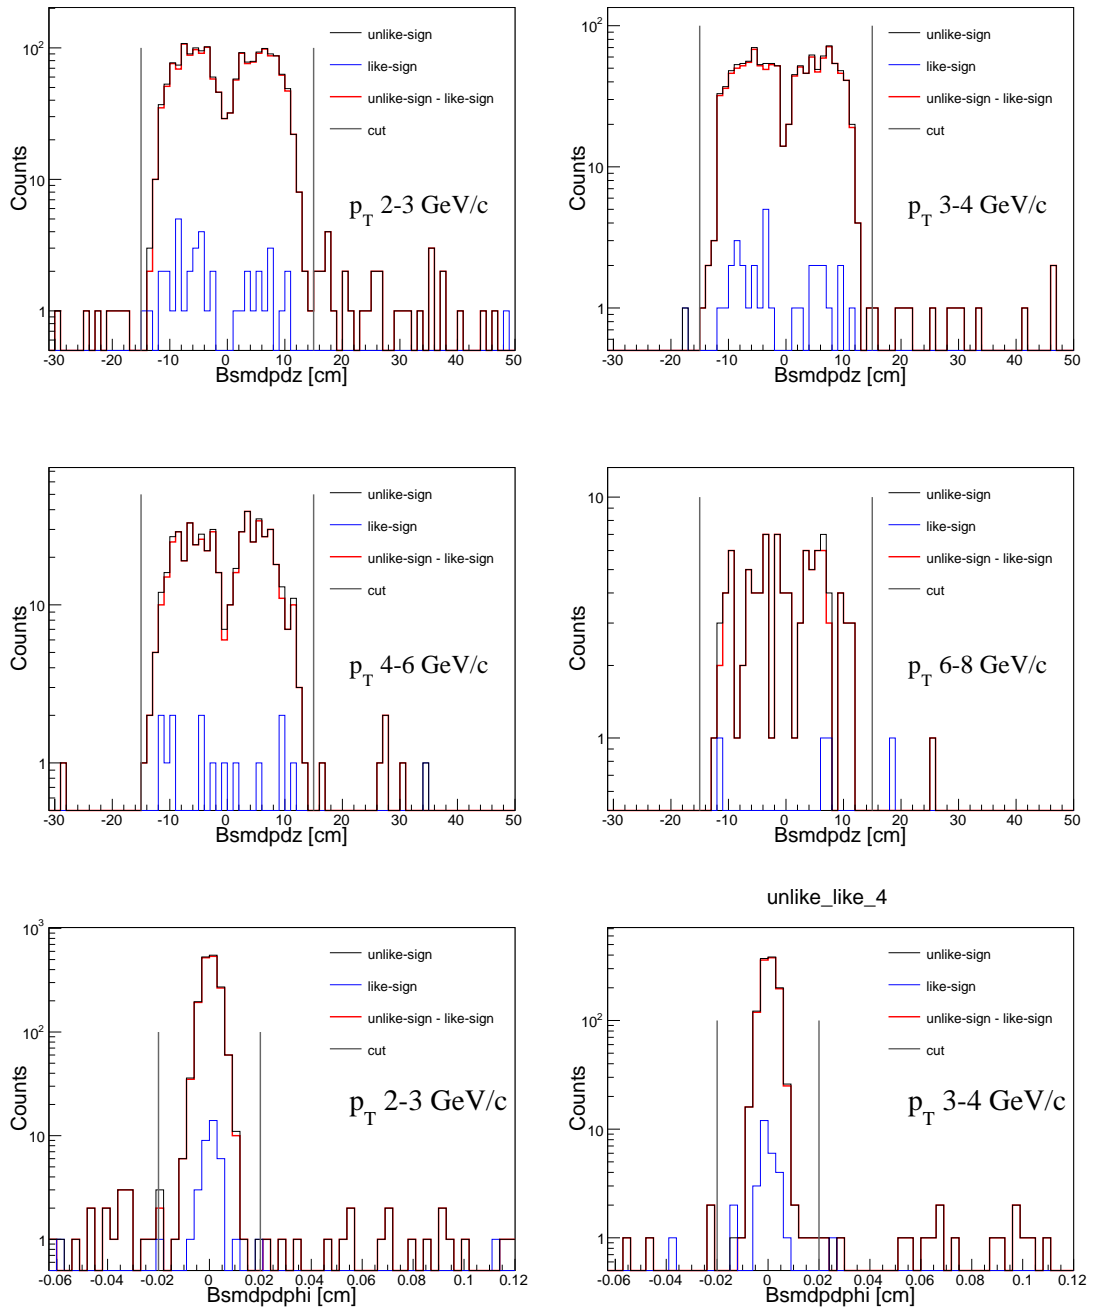 10²
10
1
Counts
unlike-sign
like-sign
unlike-sign - like-sign
cut
p_T 2-3 GeV/c
-30 -20 -10 0 10 20 30 40 50
Bsmdpdz [cm]
10²
10
1
Counts
unlike-sign
like-sign
unlike-sign - like-sign
cut
p_T 3-4 GeV/c
-30 -20 -10 0 10 20 30 40 50
Bsmdpdz [cm]
10
1
Counts
unlike-sign
like-sign
unlike-sign - like-sign
cut
p_T 4-6 GeV/c
-30 -20 -10 0 10 20 30 40 50
Bsmdpdz [cm]
10
1
Counts
unlike-sign
like-sign
unlike-sign - like-sign
cut
p_T 6-8 GeV/c
-30 -20 -10 0 10 20 30 40 50
Bsmdpdz [cm]
10³
10²
10
1
Counts
unlike-sign
like-sign
unlike-sign - like-sign
cut
p_T 2-3 GeV/c
-0.06 -0.04 -0.02 0 0.02 0.04 0.06 0.08 0.1 0.12
Bsmdpdphi [cm]
unlike_like_4
10²
10
1
Counts
unlike-sign
like-sign
unlike-sign - like-sign
cut
p_T 3-4 GeV/c
-0.06 -0.04 -0.02 0 0.02 0.04 0.06 0.08 0.1 0.12
Bsmdpdphi [cm]